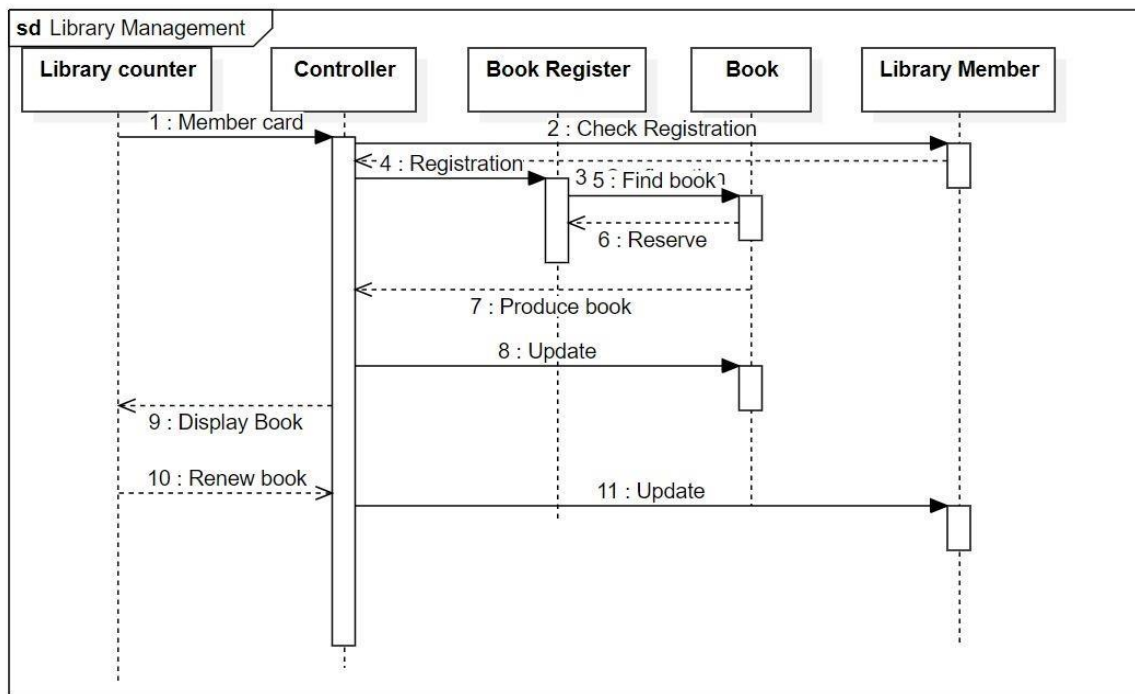 sd Library Management
Library counter
Controller
Book Register
Book
Library Member
1 : Member card
2 : Check Registration
4 : Registration
3
5 : Find book
6 : Reserve
7 : Produce book
8 : Update
9 : Display Book
10 : Renew book
11 : Update